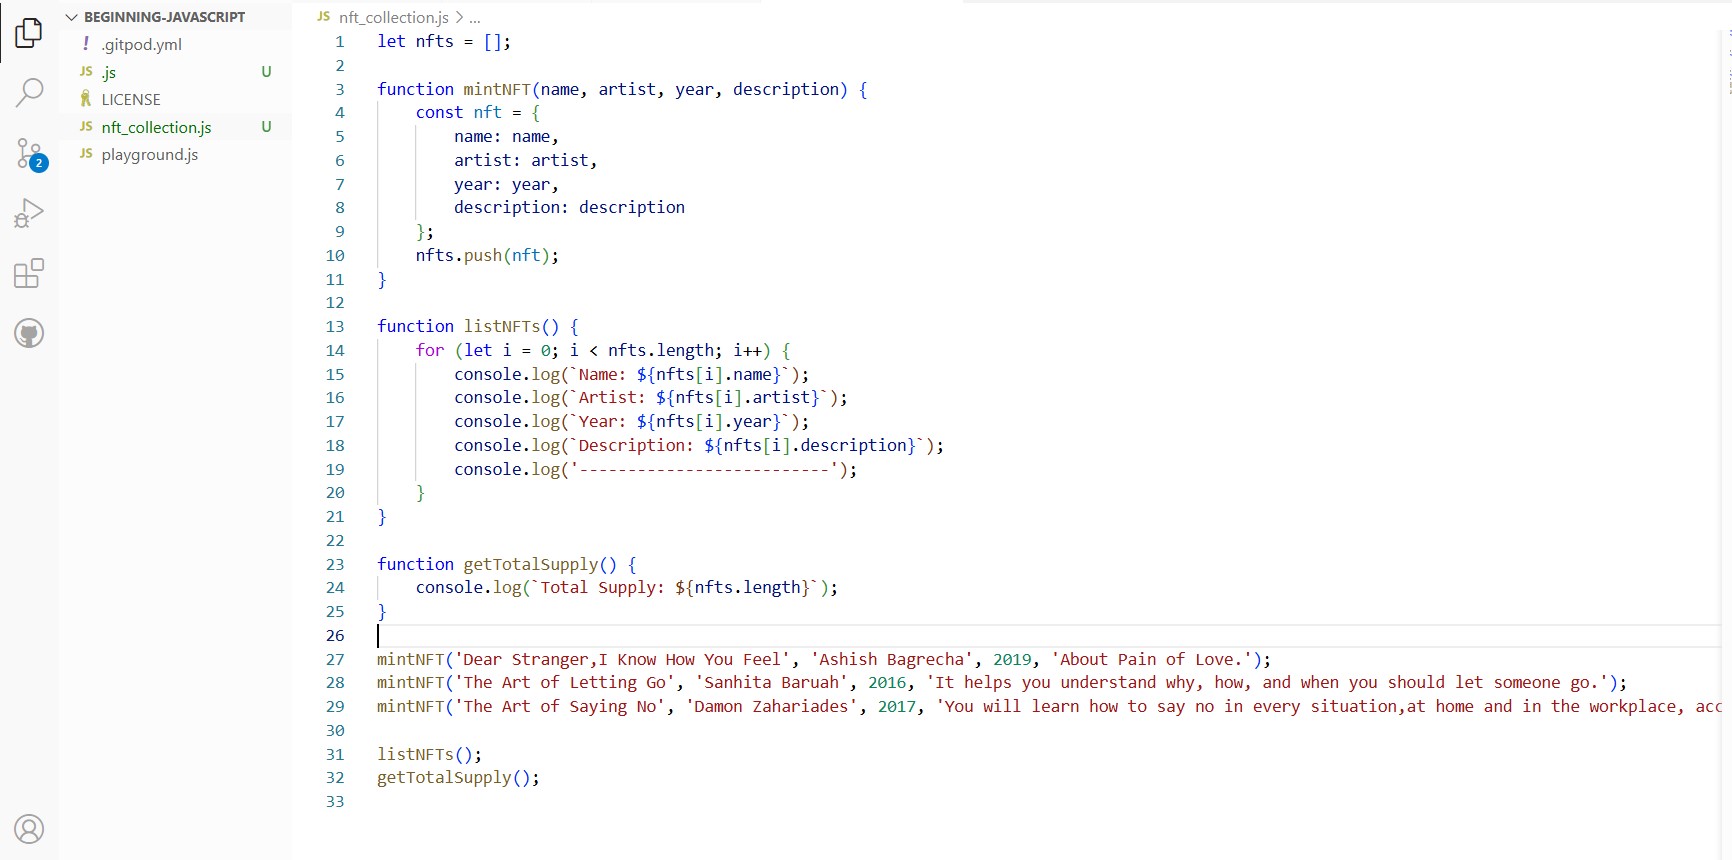 BEGINNING-JAVASCRIPT
! .gitpod.yml
JS .js U
LICENSE
JS nft_collection.js U
JS playground.js
2
JS nft_collection.js > ...
1 let nfts = [];
2
3 function mintNFT(name, artist, year, description) {
4     const nft = {
5         name: name,
6         artist: artist,
7         year: year,
8         description: description
9     };
10     nfts.push(nft);
11 }
12
13 function listNFTs() {
14     for (let i = 0; i < nfts.length; i++) {
15         console.log(`Name: ${nfts[i].name}`);
16         console.log(`Artist: ${nfts[i].artist}`);
17         console.log(`Year: ${nfts[i].year}`);
18         console.log(`Description: ${nfts[i].description}`);
19         console.log('--------------------------');
20     }
21 }
22
23 function getTotalSupply() {
24     console.log(`Total Supply: ${nfts.length}`);
25 }
26
27 mintNFT('Dear Stranger,I Know How You Feel', 'Ashish Bagrecha', 2019, 'About Pain of Love.');
28 mintNFT('The Art of Letting Go', 'Sanhita Baruah', 2016, 'It helps you understand why, how, and when you should let someone go.');
29 mintNFT('The Art of Saying No', 'Damon Zahariades', 2017, 'You will learn how to say no in every situation,at home and in the workplace, acc
30
31 listNFTs();
32 getTotalSupply();
33